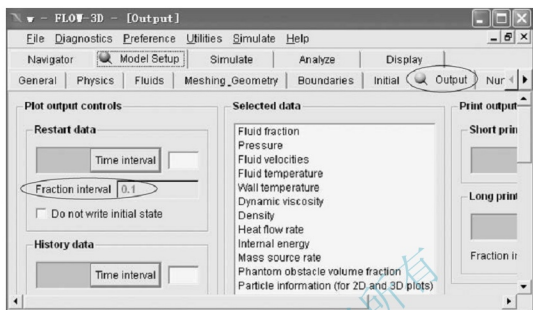 v - FLOW-3D - [Output]
File Diagnostics Preference Utilities Simulate Help
Navigator Model Setup Simulate Analyze Display
General Physics Fluids Meshing_Geometry Boundaries Initial Output Nur
Plot output controls
Restart data
Time interval
Fraction interval 0.1
Do not write initial state
History data
Time interval
Selected data
Fluid fraction
Pressure
Fluid velocities
Fluid temperature
Wall temperature
Dynamic viscosity
Density
Heat flow rate
Internal energy
Mass source rate
Phantom obstacle volume fraction
Particle information (for 2D and 3D plots)
Print output
Short prin
Long print
Fraction in
所有